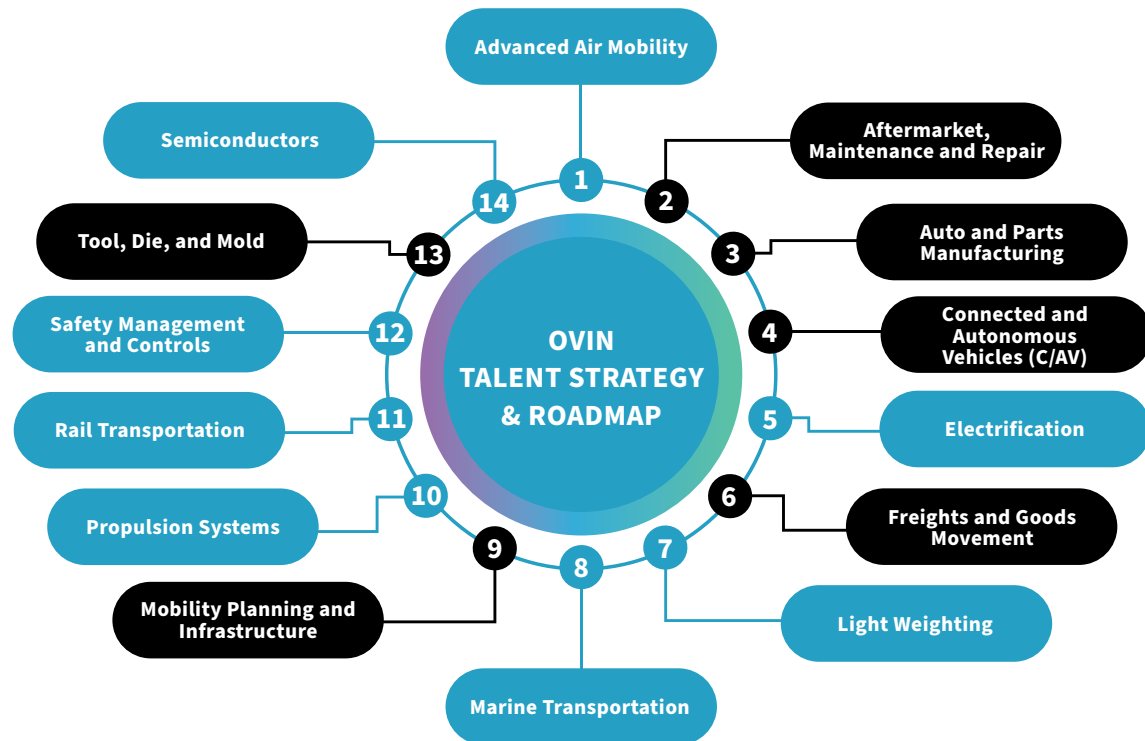 OVIN
TALENT STRATEGY
& ROADMAP
1
Advanced Air Mobility
2
Aftermarket,
Maintenance and Repair
3
Auto and Parts
Manufacturing
4
Connected and
Autonomous
Vehicles (C/AV)
5
Electrification
6
Freights and Goods
Movement
7
Light Weighting
8
Marine Transportation
9
Mobility Planning and
Infrastructure
10
Propulsion Systems
11
Rail Transportation
12
Safety Management
and Controls
13
Tool, Die, and Mold
14
Semiconductors